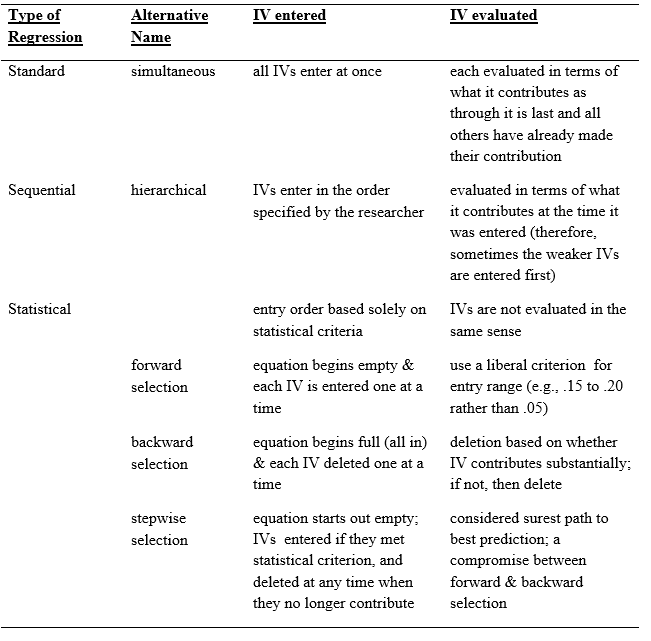 Type of Regression | Alternative Name | IV entered | IV evaluated
Standard | simultaneous | all IVs enter at once | each evaluated in terms of what it contributes as through it is last and all others have already made their contribution
Sequential | hierarchical | IVs enter in the order specified by the researcher | evaluated in terms of what it contributes at the time it was entered (therefore, sometimes the weaker IVs are entered first)
Statistical | | entry order based solely on statistical criteria | IVs are not evaluated in the same sense
| forward selection | equation begins empty & each IV is entered one at a time | use a liberal criterion for entry range (e.g., .15 to .20 rather than .05)
| backward selection | equation begins full (all in) & each IV deleted one at a time | deletion based on whether IV contributes substantially; if not, then delete
| stepwise selection | equation starts out empty; IVs entered if they met statistical criterion, and deleted at any time when they no longer contribute | considered surest path to best prediction; a compromise between forward & backward selection